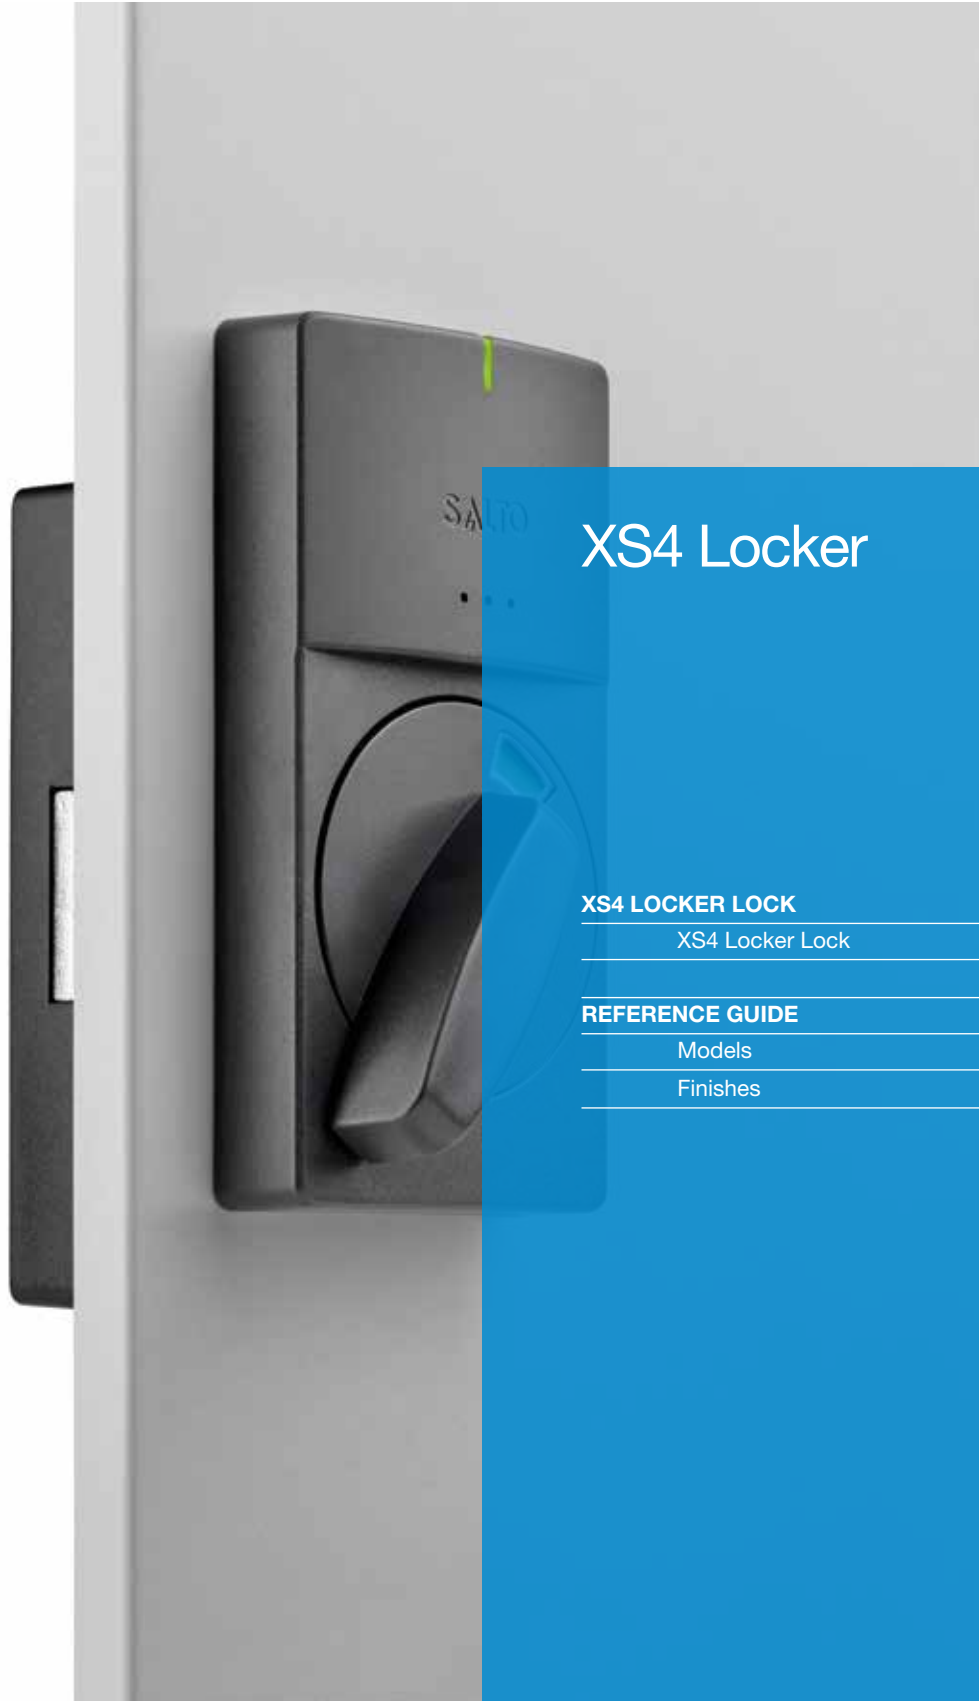 SALTO
XS4 Locker
XS4 LOCKER LOCK
XS4 Locker Lock
REFERENCE GUIDE
Models
Finishes